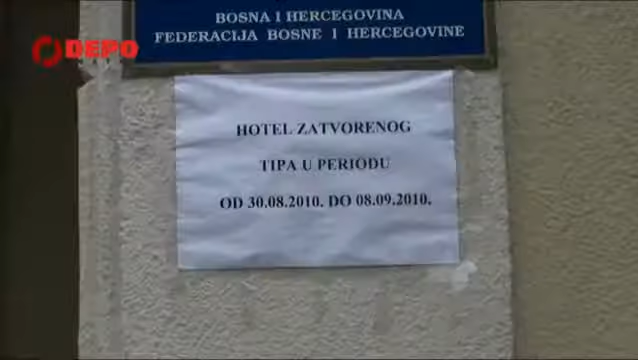 BOSNA I HERCEGOVINA
FEDERACIJA BOSNE I HERCEGOVINE
DEPO
HOTEL ZATVORENOG
TIPA U PERIODU
OD 30.08.2010. DO 08.09.2010.